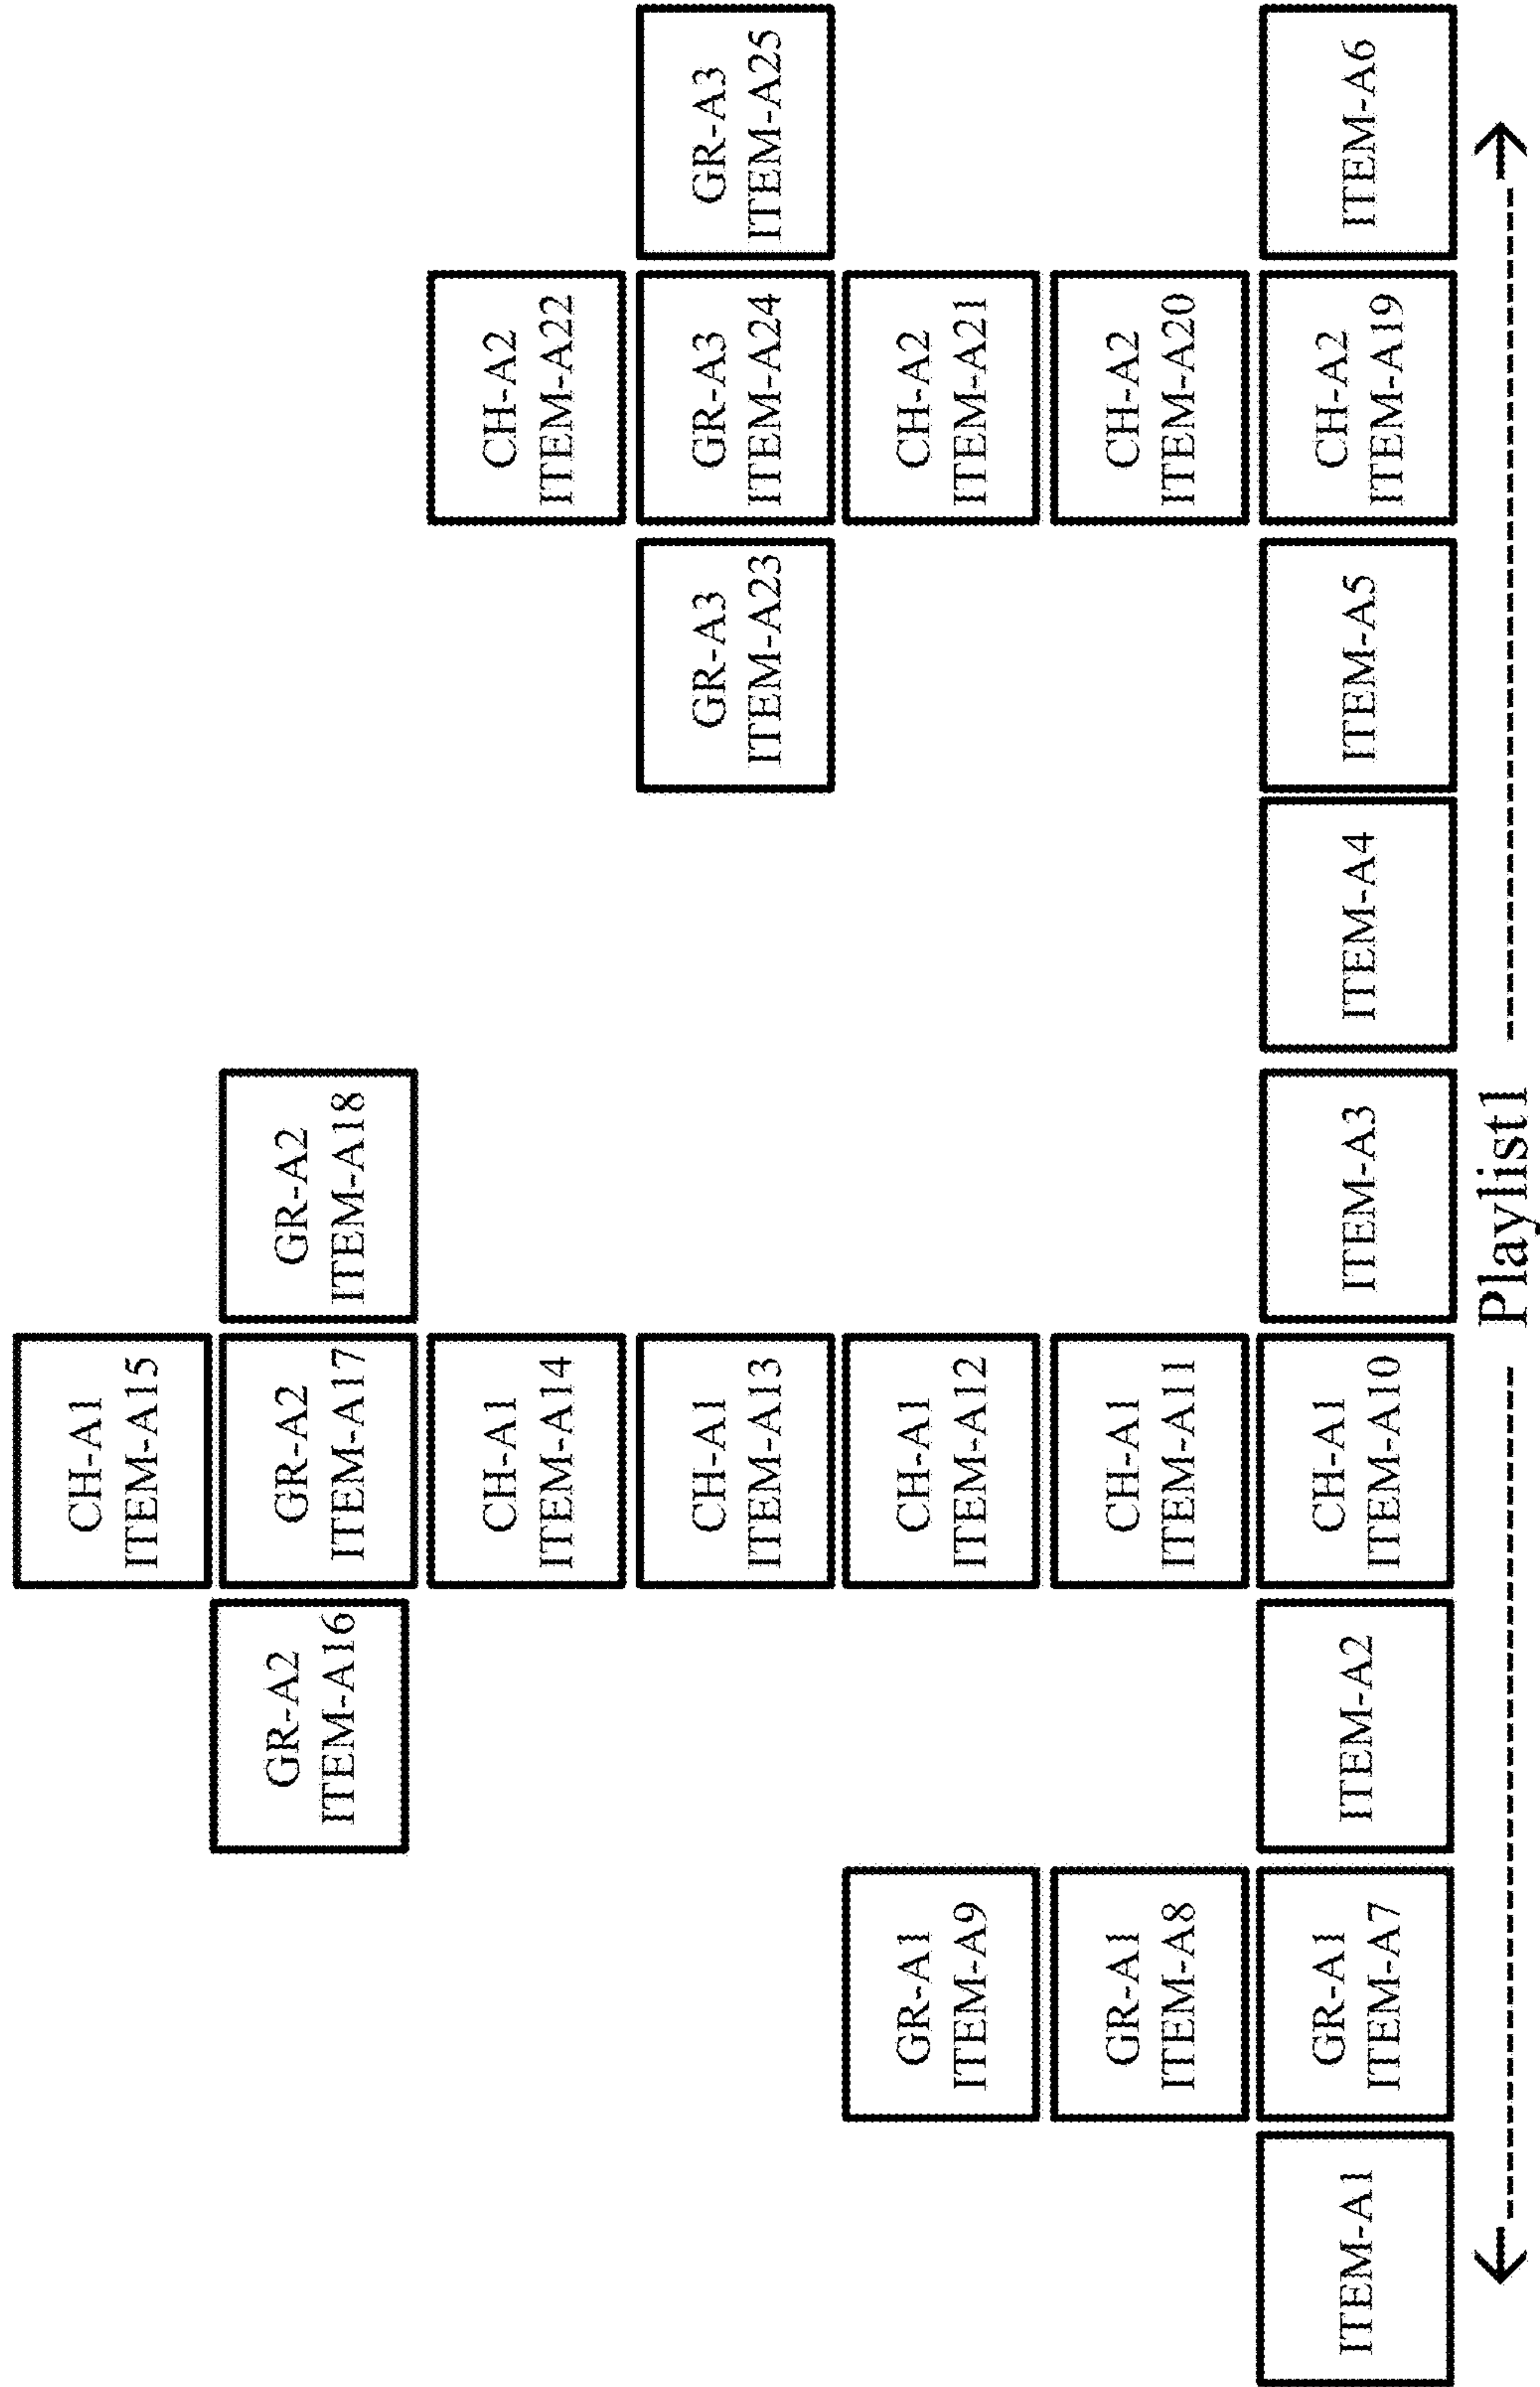 CH-A1
ITEM-A15
GR-A2
ITEM-A16
GR-A2
ITEM-A17
GR-A2
ITEM-A18
CH-A1
ITEM-A14
CH-A2
ITEM-A22
CH-A1
ITEM-A13
GR-A3
ITEM-A23
GR-A3
ITEM-A24
GR-A3
ITEM-A25
GR-A1
ITEM-A9
CH-A1
ITEM-A12
CH-A2
ITEM-A21
GR-A1
ITEM-A8
CH-A1
ITEM-A11
CH-A2
ITEM-A20
ITEM-A1
GR-A1
ITEM-A7
ITEM-A2
CH-A1
ITEM-A10
ITEM-A3
ITEM-A4
ITEM-A5
CH-A2
ITEM-A19
ITEM-A6
Playlist1